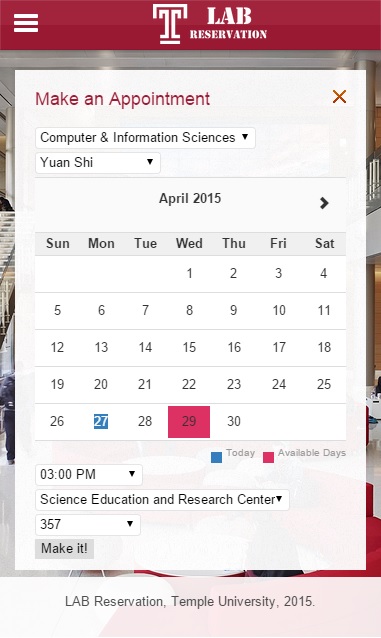 LAB
RESERVATION
Make an Appointment
Computer & Information Sciences
Yuan Shi
April 2015
Sun Mon Tue Wed Thu Fri Sat
1 2 3 4
5 6 7 8 9 10 11
12 13 14 15 16 17 18
19 20 21 22 23 24 25
26 27 28 29 30
Today Available Days
03:00 PM
Science Education and Research Center
357
Make it!
LAB Reservation, Temple University, 2015.